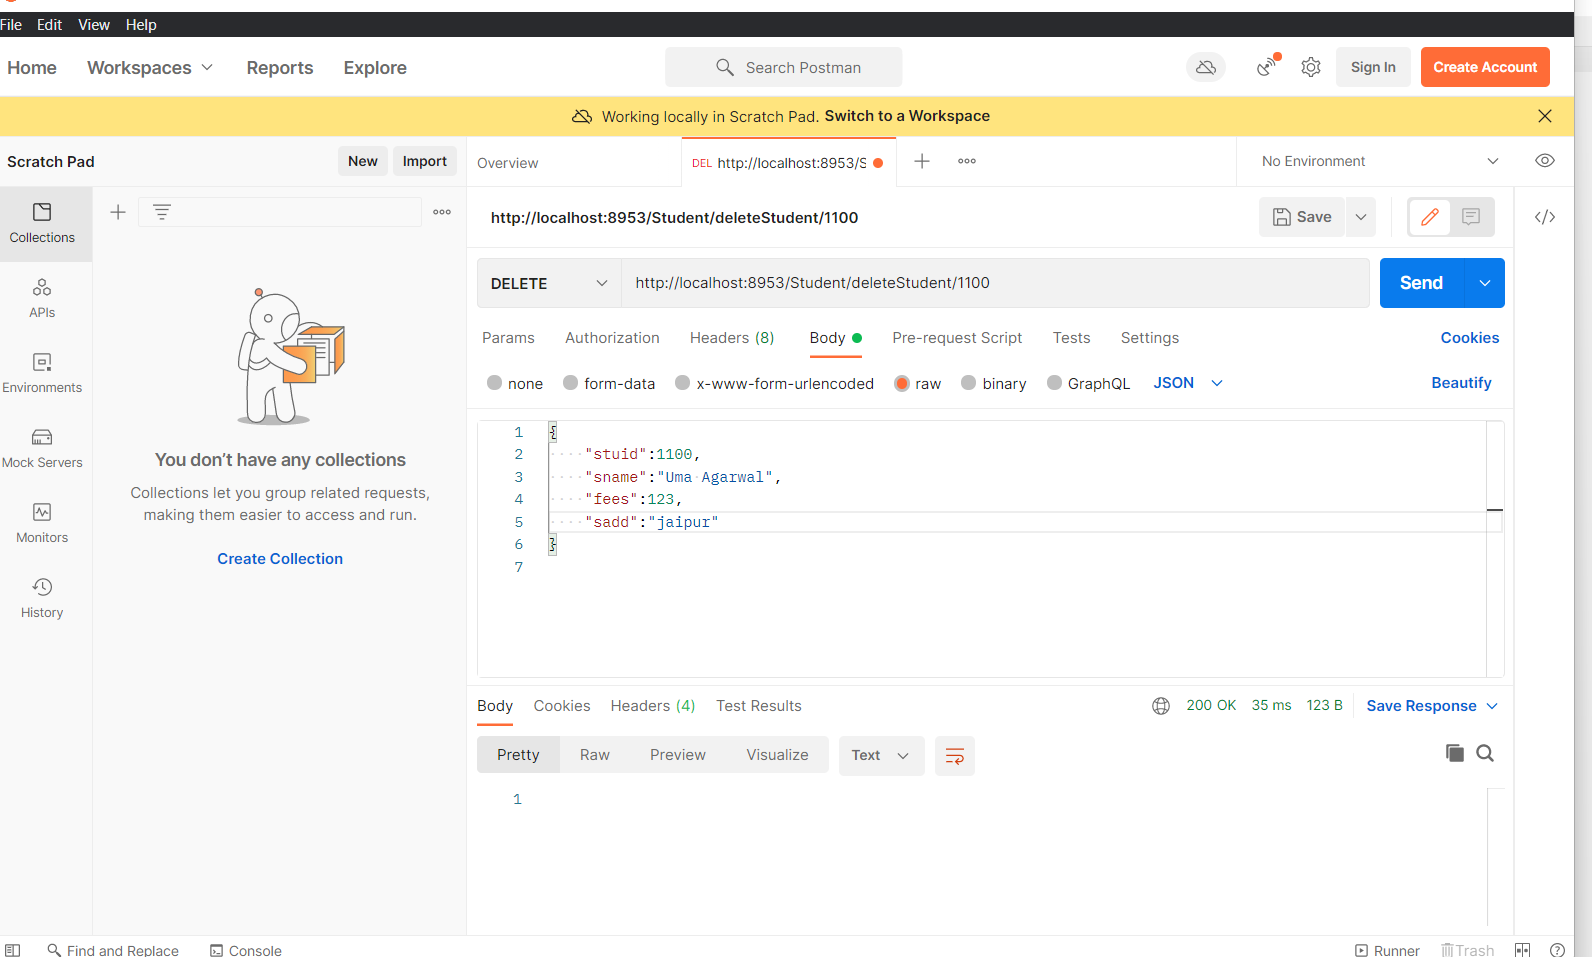 File Edit View Help
Home Workspaces Reports Explore Search Postman Sign In Create Account
Working locally in Scratch Pad. Switch to a Workspace
Scratch Pad New Import Overview DEL http://localhost:8953/S No Environment
http://localhost:8953/Student/deleteStudent/1100 Save
Collections
APIs
Environments
Mock Servers
Monitors
History
You don't have any collections
Collections let you group related requests,
making them easier to access and run.
Create Collection
DELETE http://localhost:8953/Student/deleteStudent/1100 Send
Params Authorization Headers (8) Body Pre-request Script Tests Settings Cookies
none form-data x-www-form-urlencoded raw binary GraphQL JSON Beautify
1 {
2 "stuid":1100,
3 "sname":"Uma Agarwal",
4 "fees":123,
5 "sadd":"jaipur"
6 }
7
Body Cookies Headers (4) Test Results 200 OK 35 ms 123 B Save Response
Pretty Raw Preview Visualize Text
1
Find and Replace Console Runner Trash